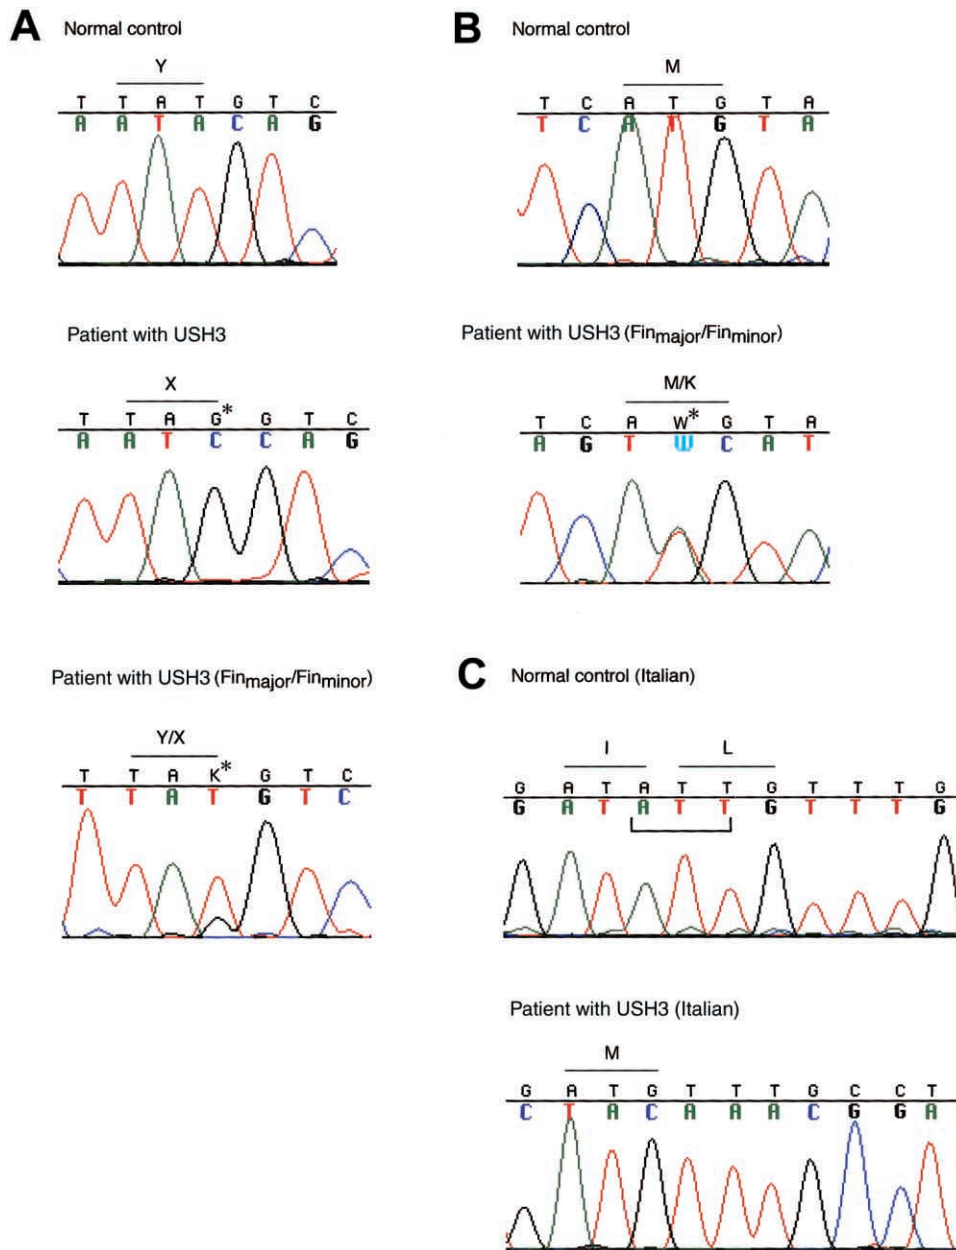 A
Normal control
Y
T T A T G T C
A A T A C A G
Patient with USH3
X
T T A G* G T C
A A T C C A G
Patient with USH3 (Finmajor/Finminor)
Y/X
T T A K* G T C
T T A T G T C
B
Normal control
M
T C A T G T A
T C A T G T A
Patient with USH3 (Finmajor/Finminor)
M/K
T C A W* G T A
A G T W C A T
C
Normal control (Italian)
I L
G A T A T T G T T T G
G A T A T T G T T T G
Patient with USH3 (Italian)
M
G A T G T T T G C C T
C T A C A A A C G G A